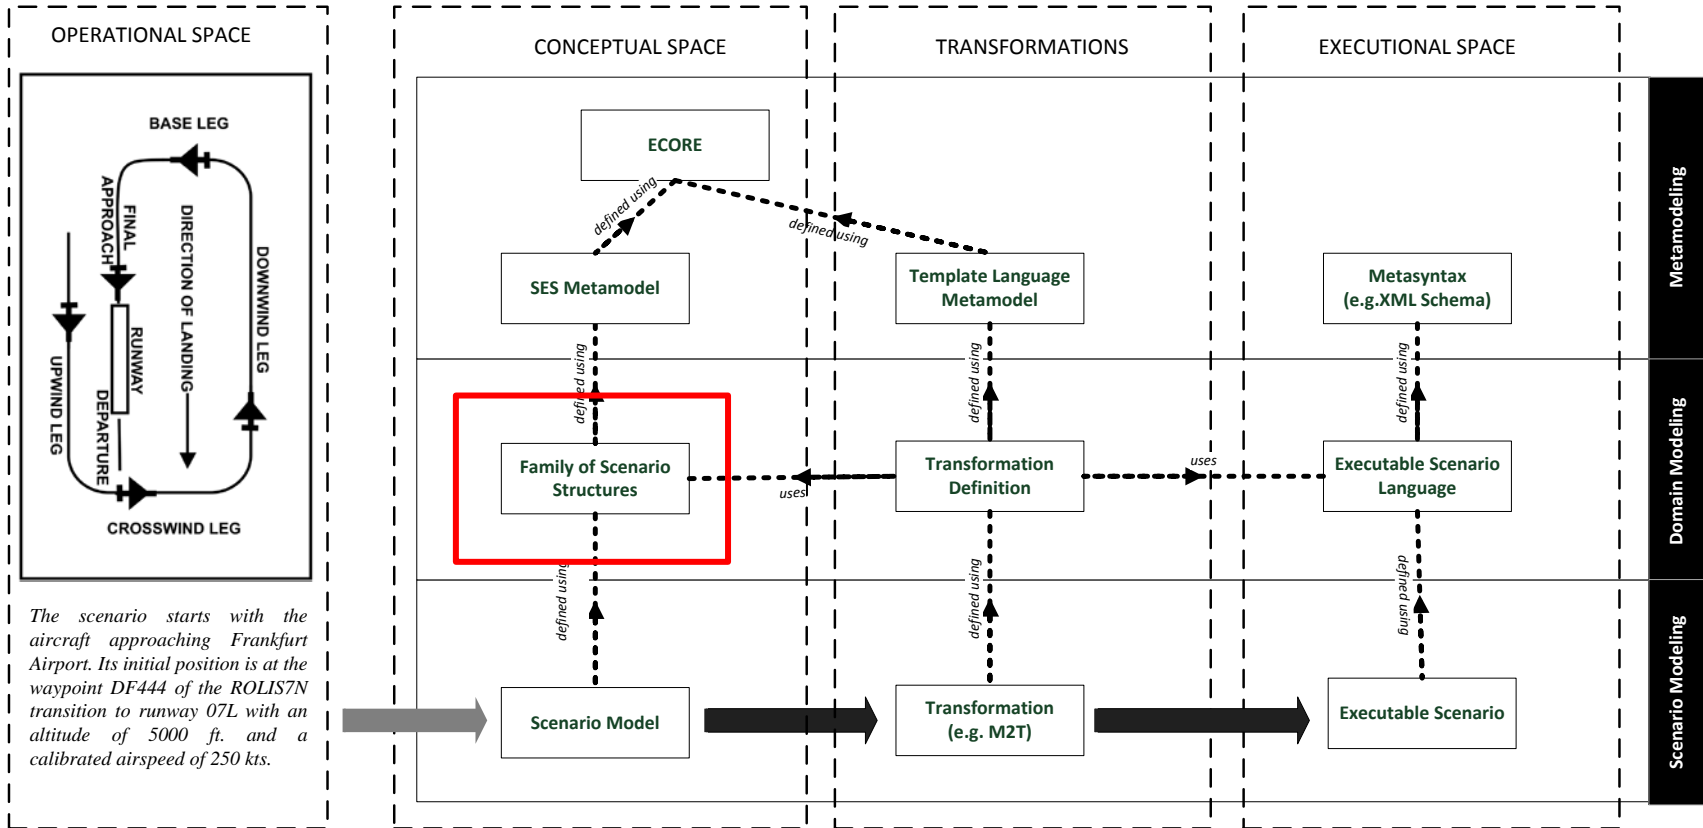 OPERATIONAL SPACE
BASE LEG
FINAL
APPROACH
DIRECTION OF LANDING
DOWNWIND LEG
RUNWAY
UPWIND LEG
DEPARTURE
CROSSWIND LEG
The scenario starts with the
aircraft approaching Frankfurt
Airport. Its initial position is at the
waypoint DF444 of the ROLIS7N
transition to runway 07L with an
altitude of 5000 ft. and a
calibrated airspeed of 250 kts.
CONCEPTUAL SPACE
TRANSFORMATIONS
EXECUTIONAL SPACE
ECORE
defined using
defined using
SES Metamodel
Template Language
Metamodel
Metasyntax
(e.g.XML Schema)
Metamodeling
defined using
defined using
defined using
Family of Scenario
Structures
uses
Transformation
Definition
uses
Executable Scenario
Language
Domain Modeling
defined using
defined using
defined using
Scenario Model
Transformation
(e.g. M2T)
Executable Scenario
Scenario Modeling